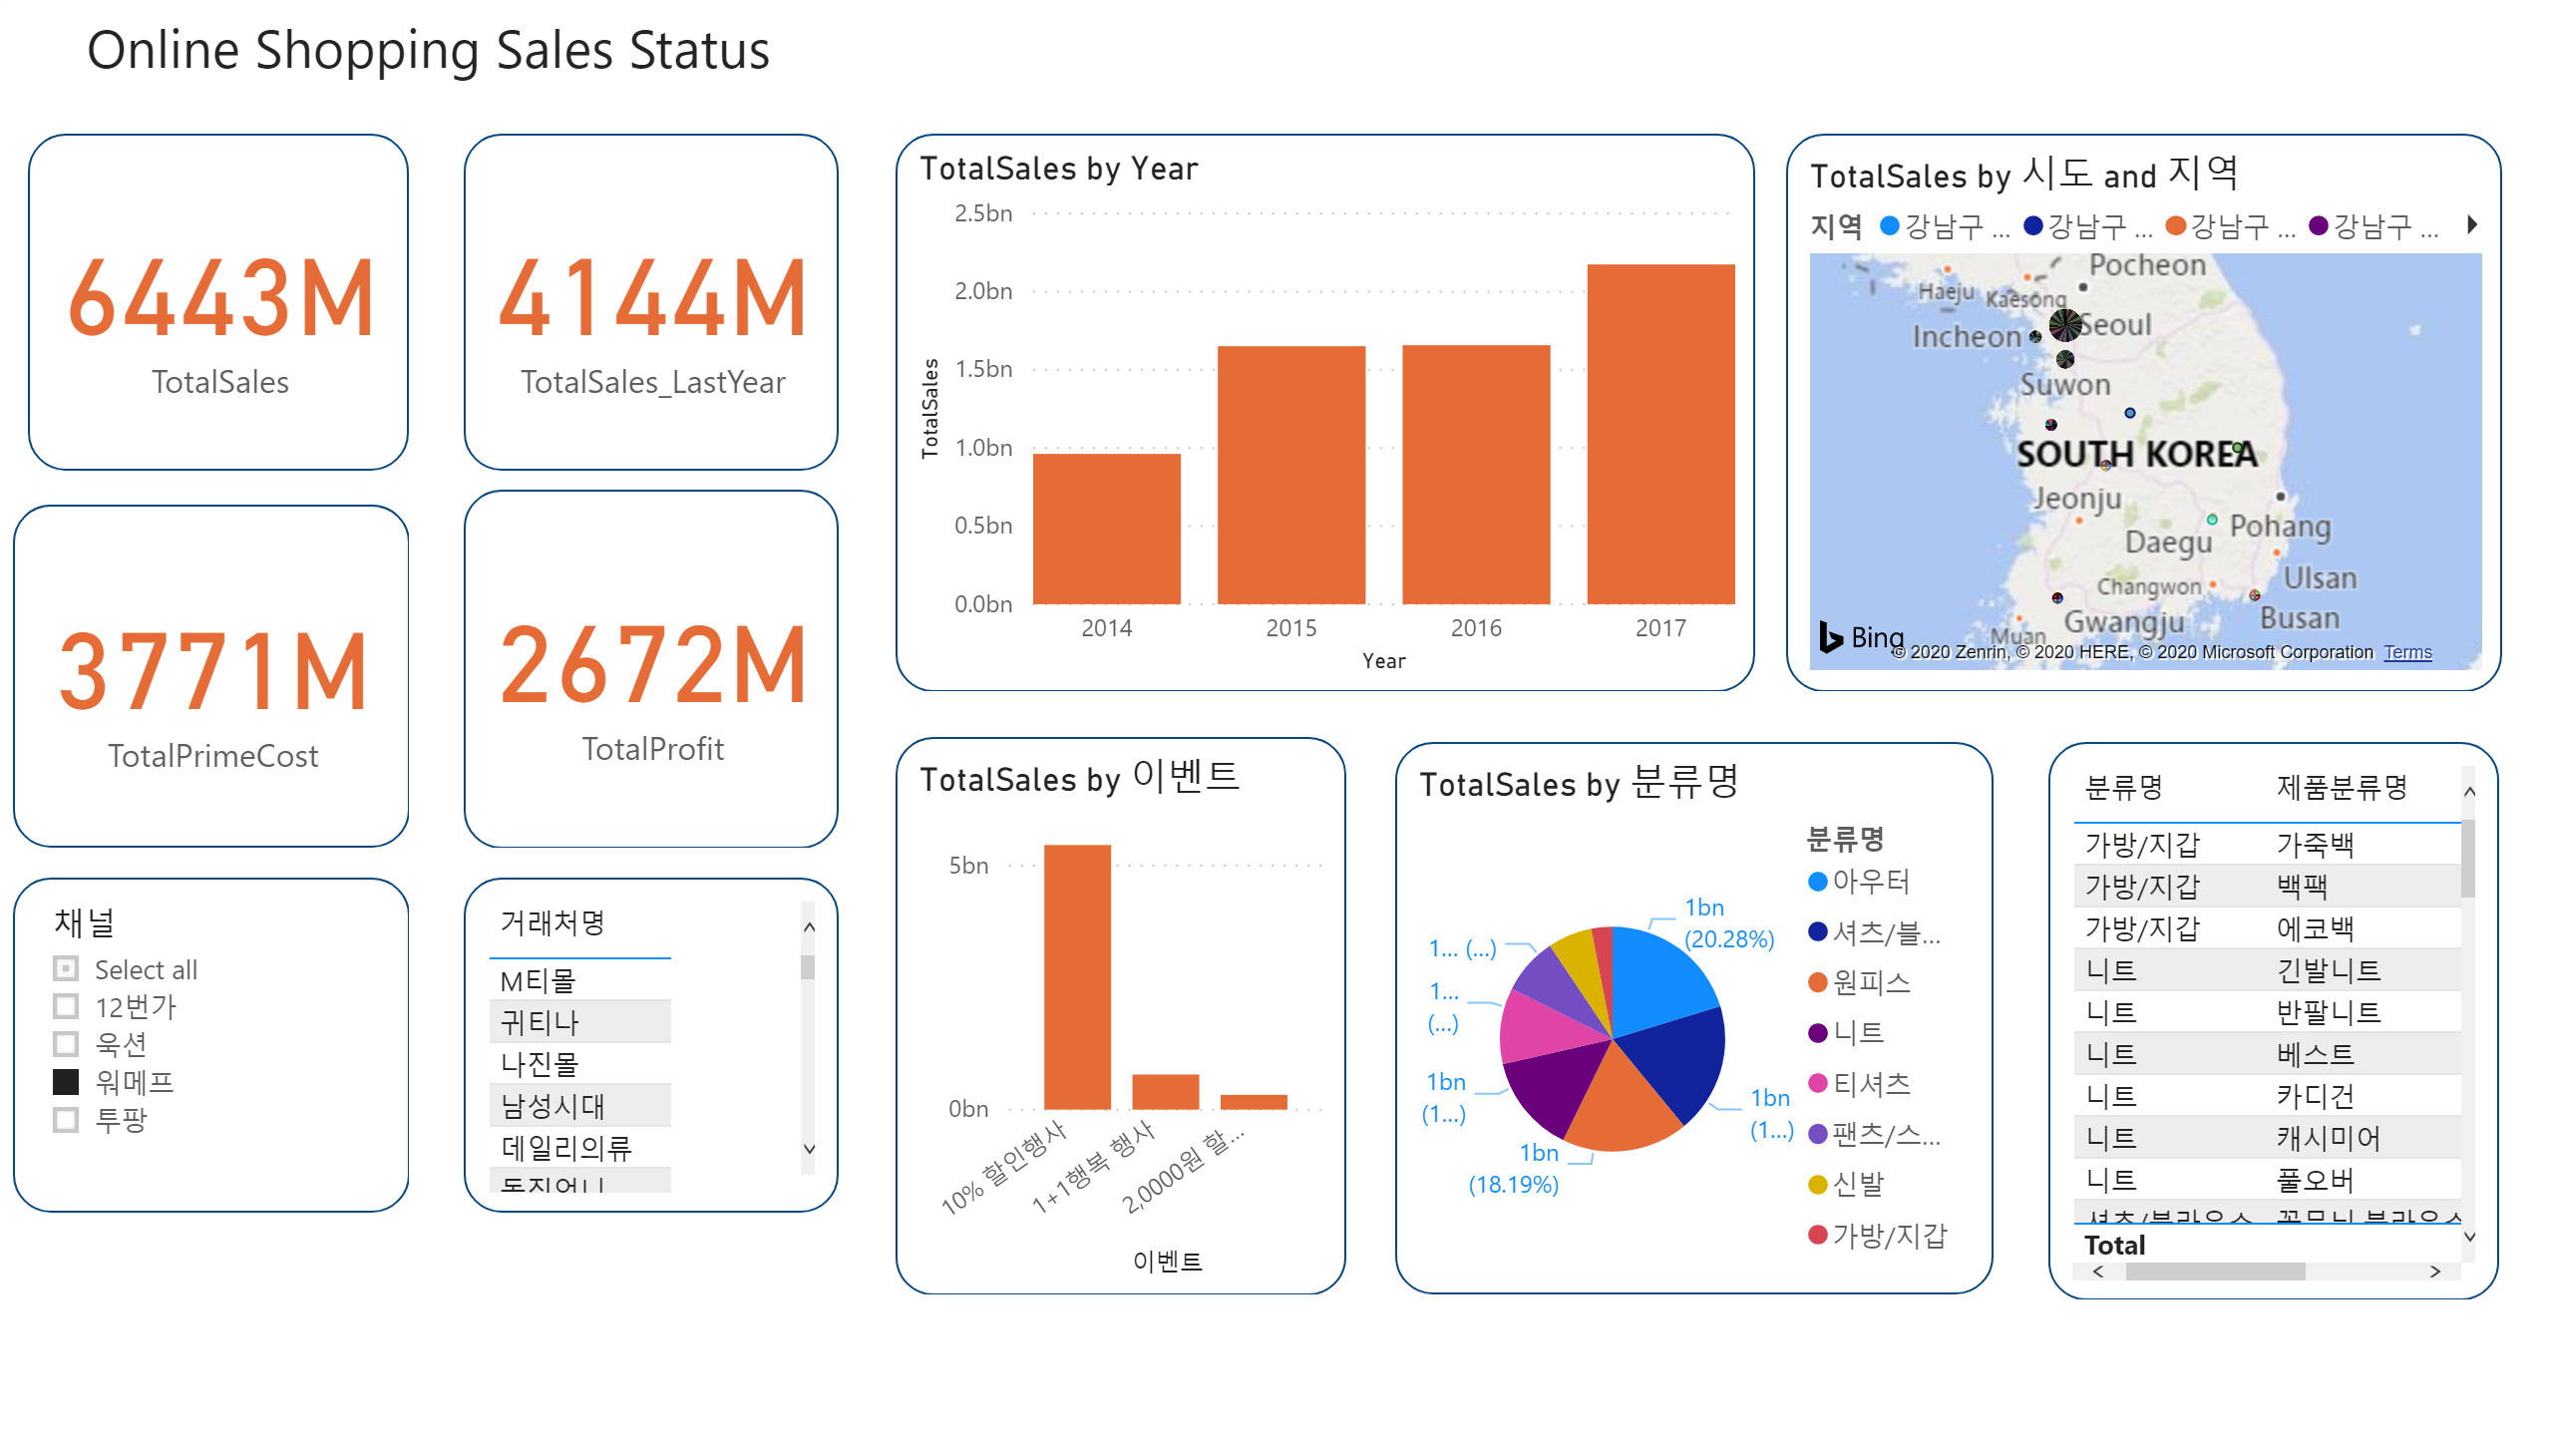 Online Shopping Sales Status
6443M
TotalSales
4144M
TotalSales_LastYear
3771M
TotalPrimeCost
2672M
TotalProfit
채널
Select all
12번가
욱션
워메프
투팡
거래처명
M티몰
귀티나
나진몰
남성시대
데일리의류
TotalSales by Year
TotalSales
2.5bn
2.0bn
1.5bn
1.0bn
0.5bn
0.0bn
2014 2015 2016 2017
Year
TotalSales by 시도 and 지역
지역 강남구 ... 강남구 ... 강남구 ... 강남구 ...
Pocheon
Haeju Kaesong
Incheon Seoul
Suwon
SOUTH KOREA
Jeonju
Pohang
Daegu
Changwon Ulsan
Gwangju Busan
Muan
Bing
© 2020 Zenrin, © 2020 HERE, © 2020 Microsoft Corporation Terms
TotalSales by 이벤트
5bn
0bn
10% 할인행사
1+1행복 행사
2,0000원 할...
이벤트
TotalSales by 분류명
1bn
(20.28%)
1bn
(1...)
1bn
(18.19%)
1bn
(1...)
1...
(...)
1... (...)
분류명
아우터
셔츠/블...
원피스
니트
티셔츠
팬츠/스...
신발
가방/지갑
분류명 제품분류명
가방/지갑 가죽백
가방/지갑 백팩
가방/지갑 에코백
니트 긴발니트
니트 반팔니트
니트 베스트
니트 카디건
니트 캐시미어
니트 풀오버
Total